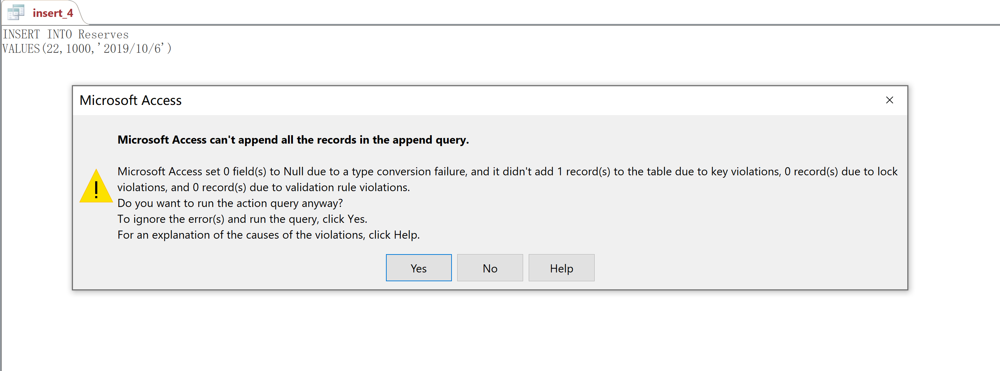 insert_4
INSERT INTO Reserves
VALUES(22,1000,'2019/10/6')
Microsoft Access
Microsoft Access can't append all the records in the append query.
Microsoft Access set 0 field(s) to Null due to a type conversion failure, and it didn't add 1 record(s) to the table due to key violations, 0 record(s) due to lock
violations, and 0 record(s) due to validation rule violations.
Do you want to run the action query anyway?
To ignore the error(s) and run the query, click Yes.
For an explanation of the causes of the violations, click Help.
Yes No Help